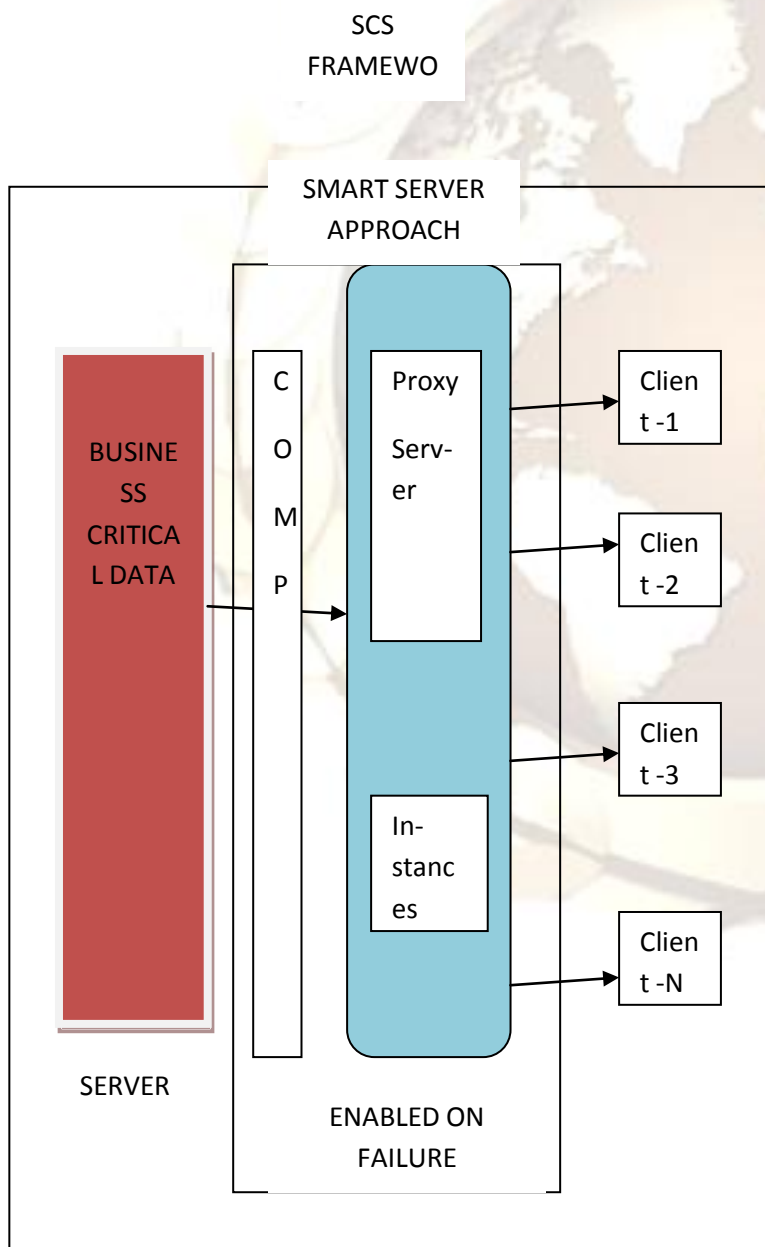 SCS
FRAMEWO
SMART SERVER
APPROACH
BUSINE
SS
CRITICA
L DATA
SERVER
C
O
M
P
Proxy
Serv-
er
In-
stanc
es
ENABLED ON
FAILURE
Clien
t -1
Clien
t -2
Clien
t -3
Clien
t -N